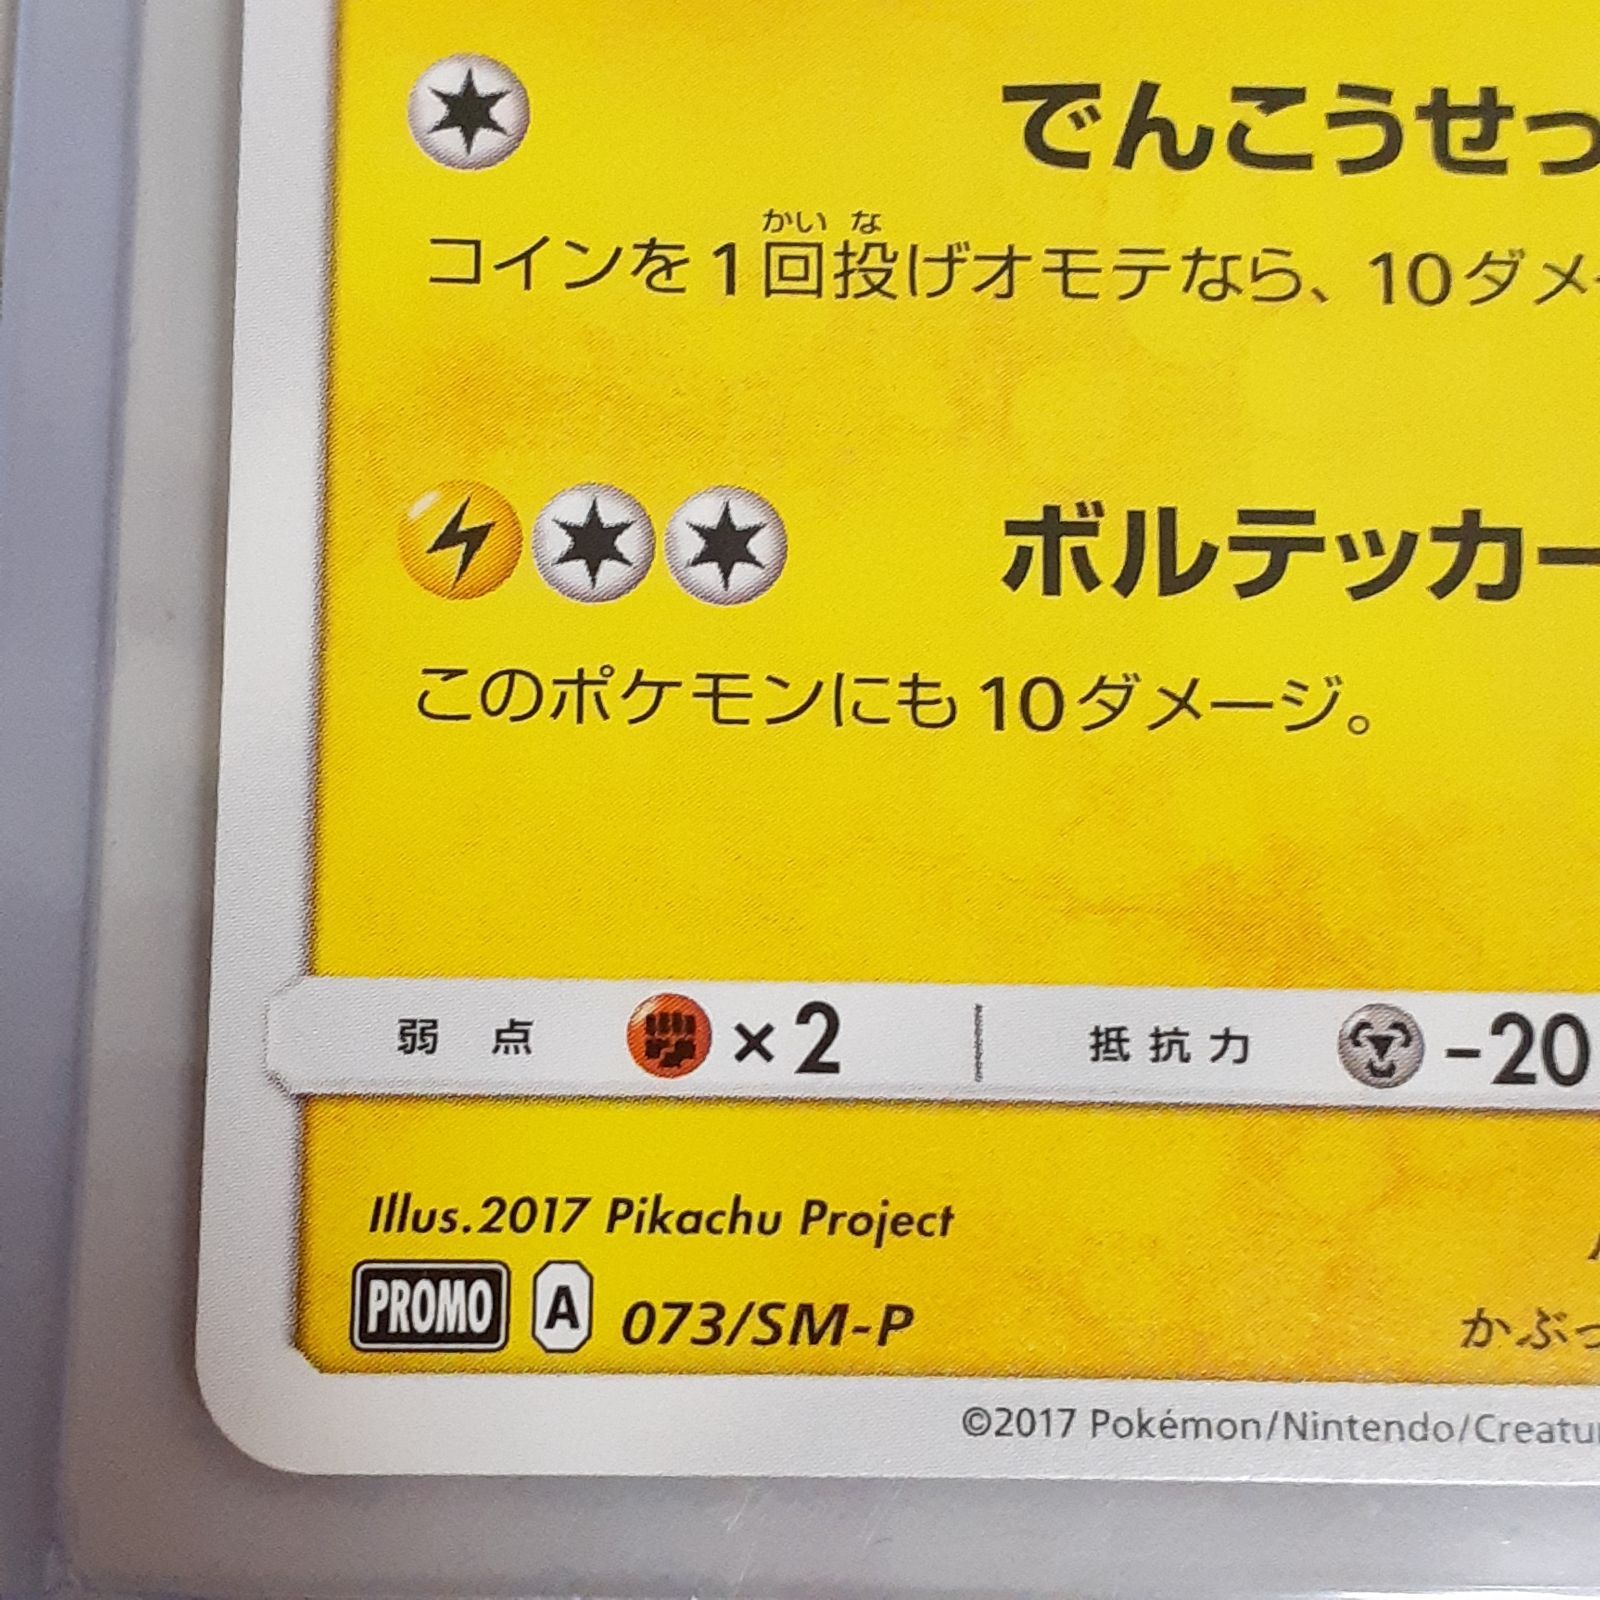 でんこうせっ
かい な
コインを1回投げオモテなら、10ダメ
ボルテッカー
このポケモンにも10ダメージ。
弱点 ×2 抵抗力 -20
Illus.2017 Pikachu Project
PROMO A 073/SM-P
かぶ
©2017 Pokémon/Nintendo/Creatu